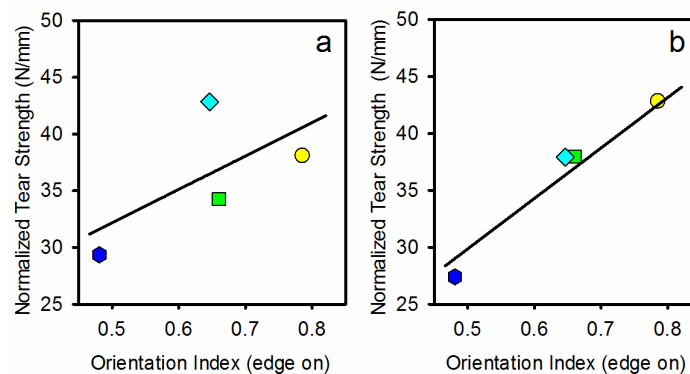 50
45
40
35
30
25
Normalized Tear Strength (N/mm)
a
0.5 0.6 0.7 0.8
Orientation Index (edge on)
50
45
40
35
30
25
Normalized Tear Strength (N/mm)
b
0.5 0.6 0.7 0.8
Orientation Index (edge on)